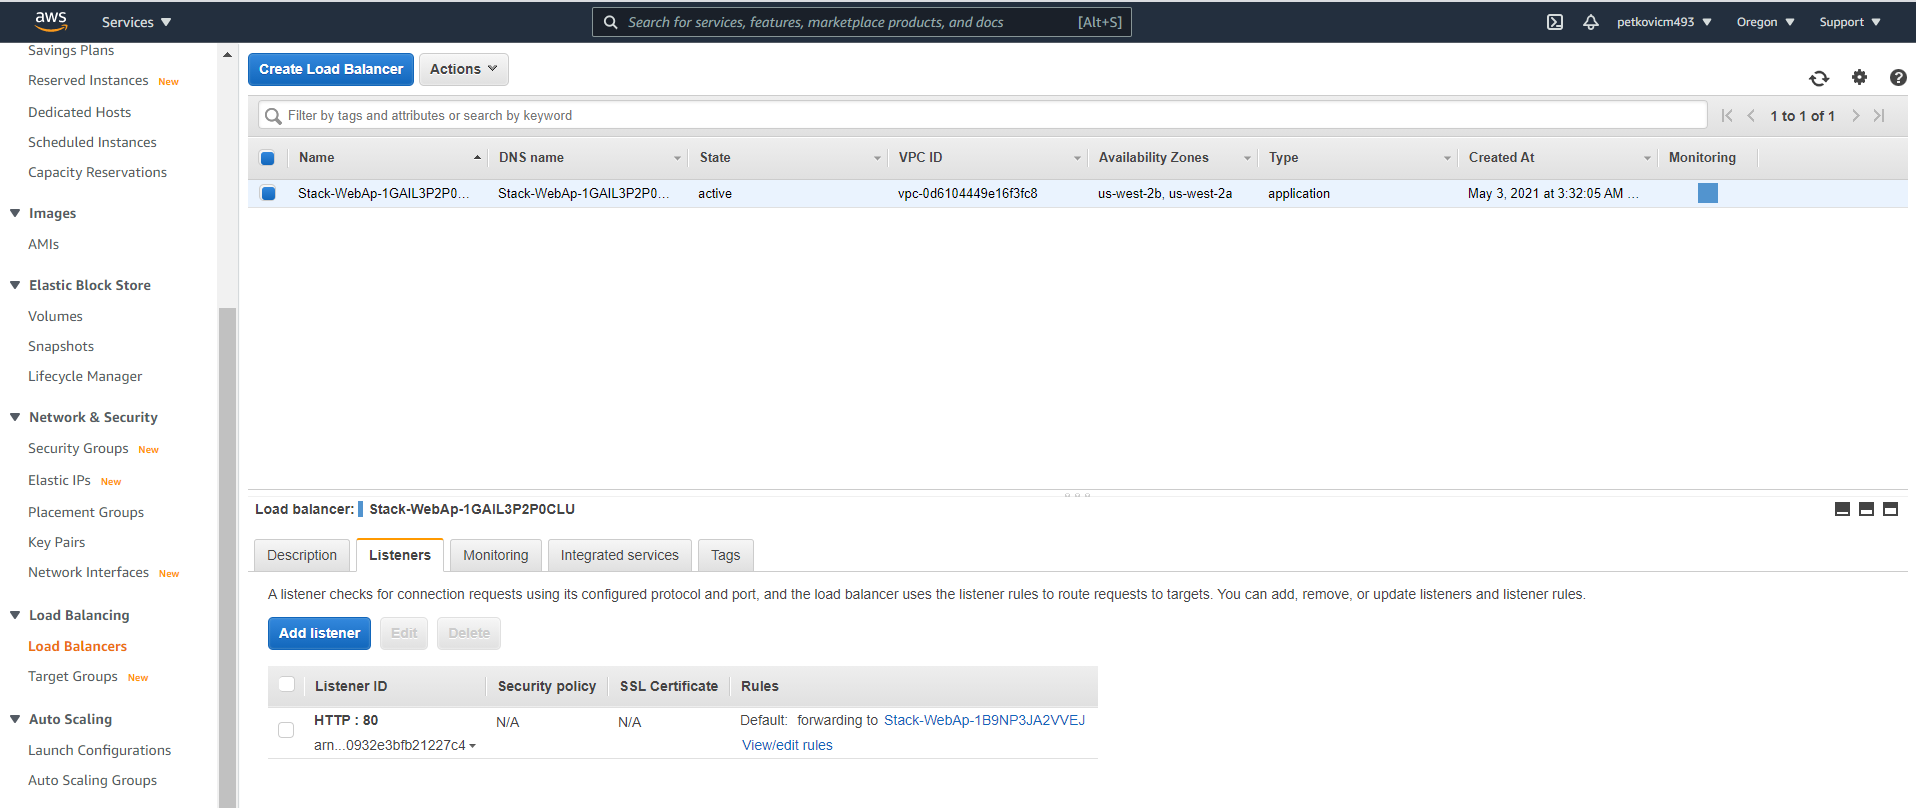 aws Services Search for services, features, marketplace products, and docs [Alt+S] petkovicm493 Oregon Support
Savings Plans
Reserved Instances New
Dedicated Hosts
Scheduled Instances
Capacity Reservations
Images
AMIs
Elastic Block Store
Volumes
Snapshots
Lifecycle Manager
Network & Security
Security Groups New
Elastic IPs New
Placement Groups
Key Pairs
Network Interfaces New
Load Balancing
Load Balancers
Target Groups New
Auto Scaling
Launch Configurations
Auto Scaling Groups
Create Load Balancer Actions
Filter by tags and attributes or search by keyword 1 to 1 of 1
Name DNS name State VPC ID Availability Zones Type Created At Monitoring
Stack-WebAp-1GAIL3P2P0... Stack-WebAp-1GAIL3P2P0... active vpc-0d6104449e16f3fc8 us-west-2b, us-west-2a application May 3, 2021 at 3:32:05 AM ...
Load balancer: Stack-WebAp-1GAIL3P2P0CLU
Description Listeners Monitoring Integrated services Tags
A listener checks for connection requests using its configured protocol and port, and the load balancer uses the listener rules to route requests to targets. You can add, remove, or update listeners and listener rules.
Add listener Edit Delete
Listener ID Security policy SSL Certificate Rules
HTTP : 80 N/A N/A Default: forwarding to Stack-WebAp-1B9NP3JA2VVEJ
arn...0932e3bfb21227c4 View/edit rules